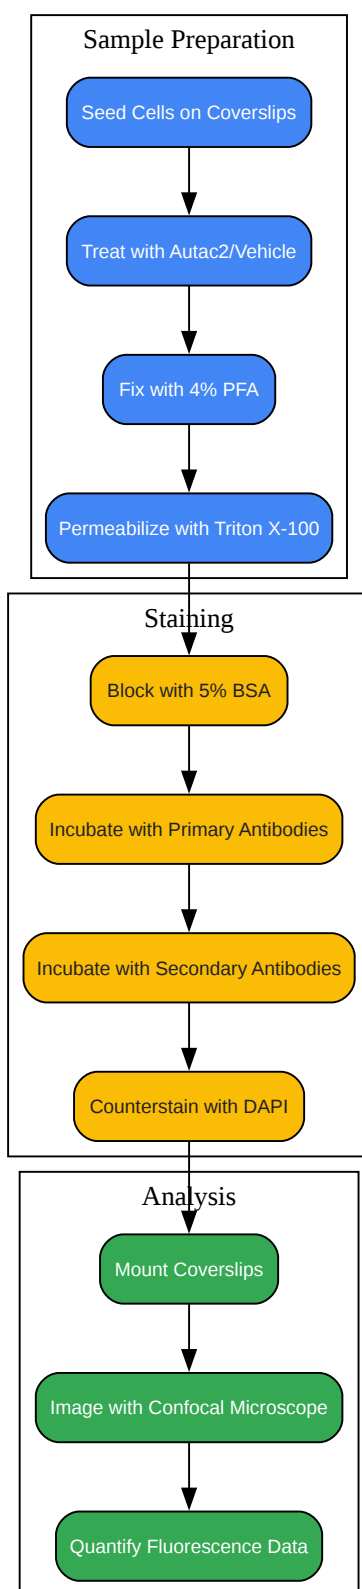 Sample Preparation
Seed Cells on Coverslips
Treat with Autac2/Vehicle
Fix with 4% PFA
Permeabilize with Triton X-100
Staining
Block with 5% BSA
Incubate with Primary Antibodies
Incubate with Secondary Antibodies
Counterstain with DAPI
Analysis
Mount Coverslips
Image with Confocal Microscope
Quantify Fluorescence Data